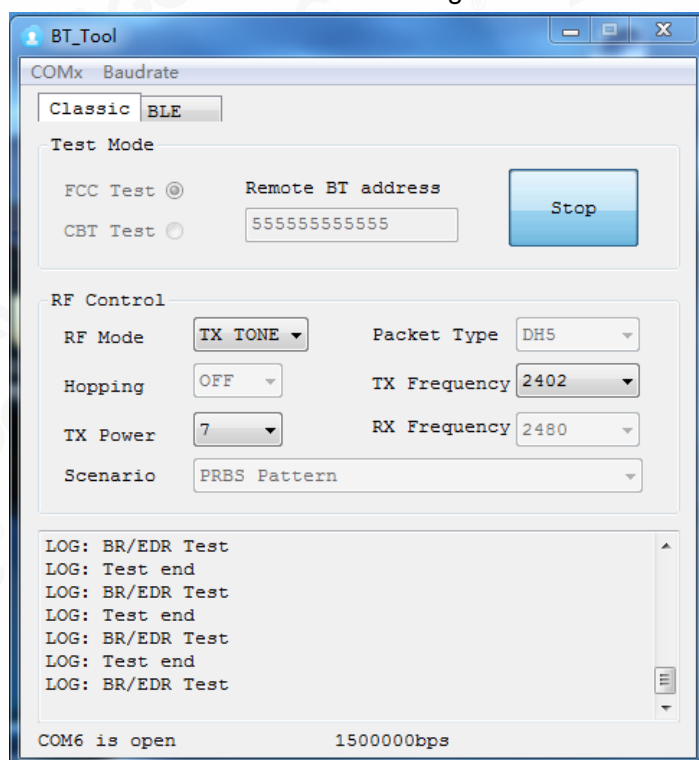 BT_Tool
COMx Baudrate
Classic BLE
Test Mode
FCC Test
Remote BT address
CBT Test
555555555555
Stop
RF Control
RF Mode TX TONE Packet Type DH5
Hopping OFF TX Frequency 2402
TX Power 7 RX Frequency 2480
Scenario PRBS Pattern
LOG: BR/EDR Test
LOG: Test end
LOG: BR/EDR Test
LOG: Test end
LOG: BR/EDR Test
LOG: Test end
LOG: BR/EDR Test
COM6 is open 1500000bps